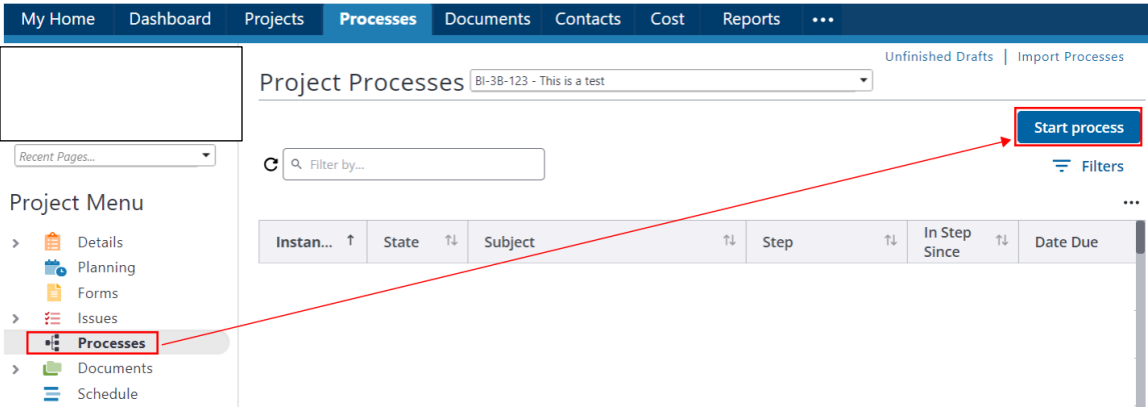 My Home Dashboard Projects Processes Documents Contacts Cost Reports •••
Unfinished Drafts | Import Processes
Project Processes BI-3B-123 - This is a test
Start process
Recent Pages...
Filter by...
Filters
Project Menu
•••
Instan... ↑ State ↑↓ Subject ↑↓ Step ↑↓ In Step Since ↑↓ Date Due
Details
Planning
Forms
Issues
Processes
Documents
Schedule